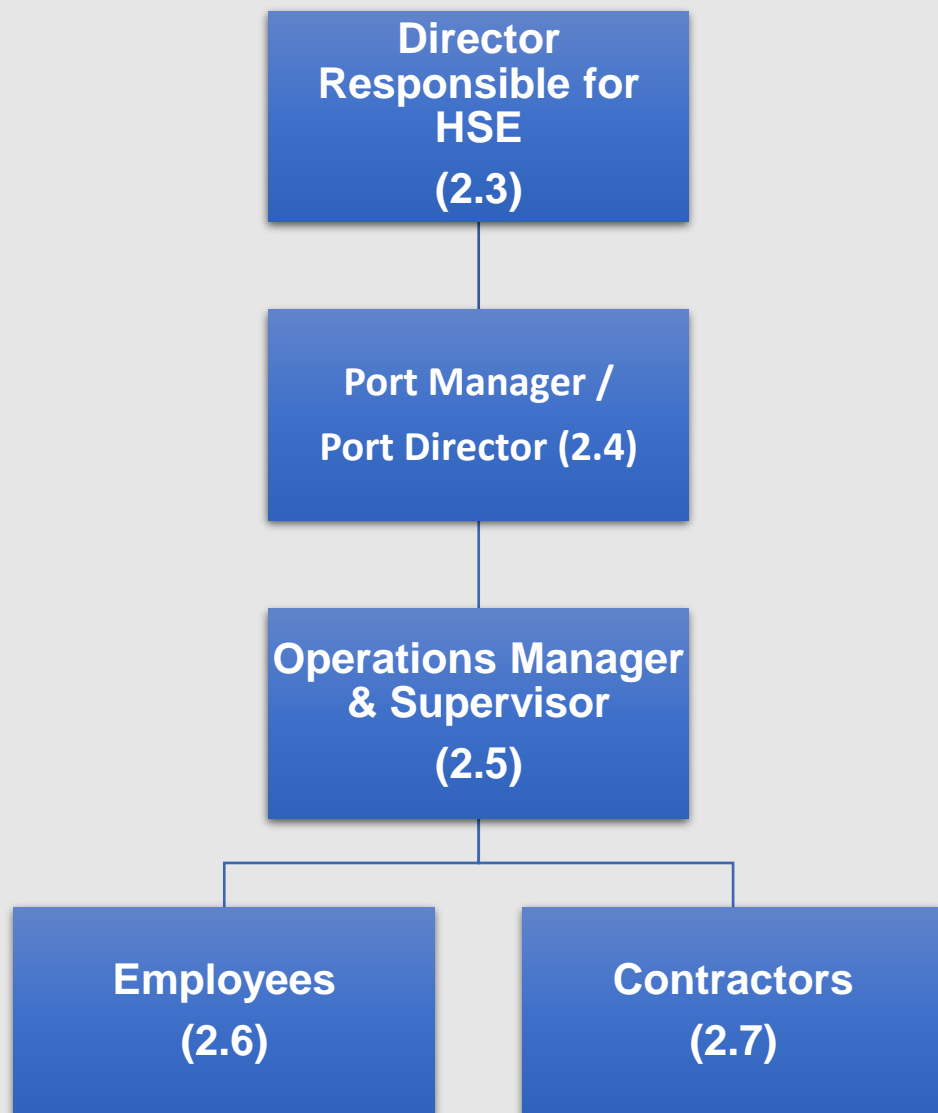 Director
Responsible for
HSE
(2.3)
Port Manager /
Port Director (2.4)
Operations Manager
& Supervisor
(2.5)
Employees
(2.6)
Contractors
(2.7)